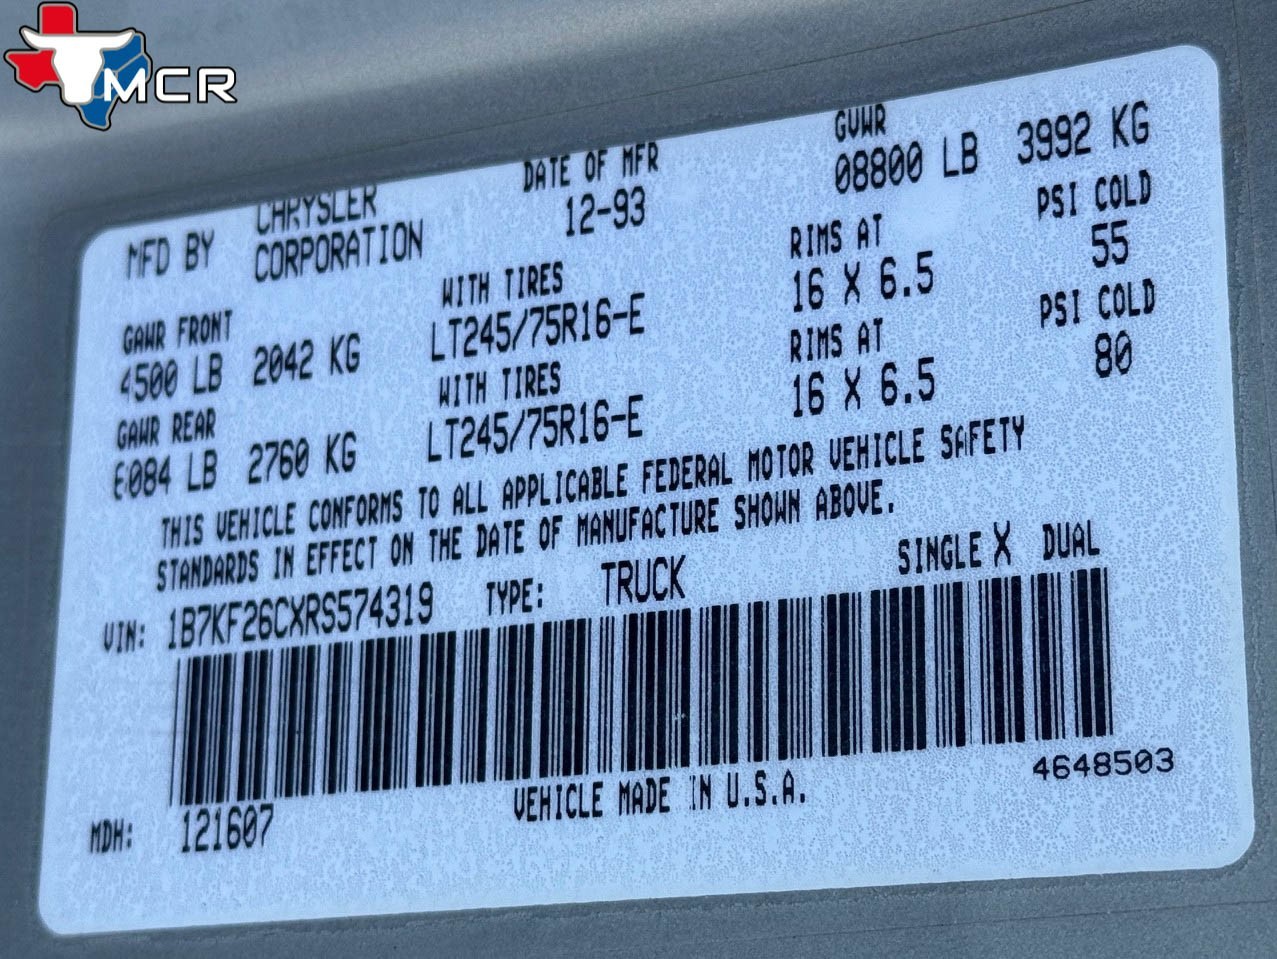 MCR
MFD BY CHRYSLER CORPORATION DATE OF MFR 12-93 GVWR 08800 LB 3992 KG
GAWR FRONT WITH TIRES RIMS AT PSI COLD
4500 LB 2042 KG LT245/75R16-E 16 X 6.5 55
GAWR REAR WITH TIRES RIMS AT PSI COLD
6084 LB 2760 KG LT245/75R16-E 16 X 6.5 80
THIS VEHICLE CONFORMS TO ALL APPLICABLE FEDERAL MOTOR VEHICLE SAFETY
STANDARDS IN EFFECT ON THE DATE OF MANUFACTURE SHOWN ABOVE.
VIN: 1B7KF26CXRS574319 TYPE: TRUCK SINGLE X DUAL
MDH: 121607 VEHICLE MADE IN U.S.A. 4648503